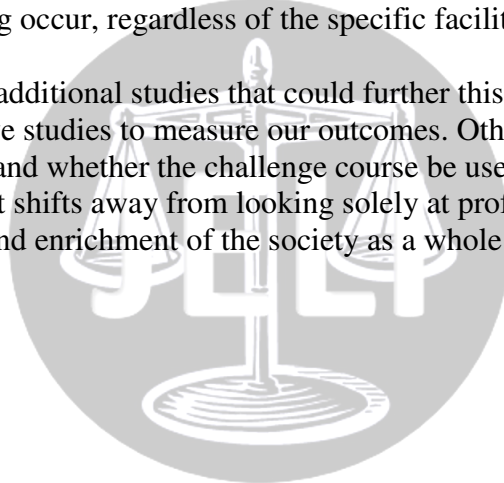 g occur, regardless of the specific facilit
additional studies that could further this
ve studies to measure our outcomes. Oth
and whether the challenge course be use
t shifts away from looking solely at prof
nd enrichment of the society as a whole
JELI